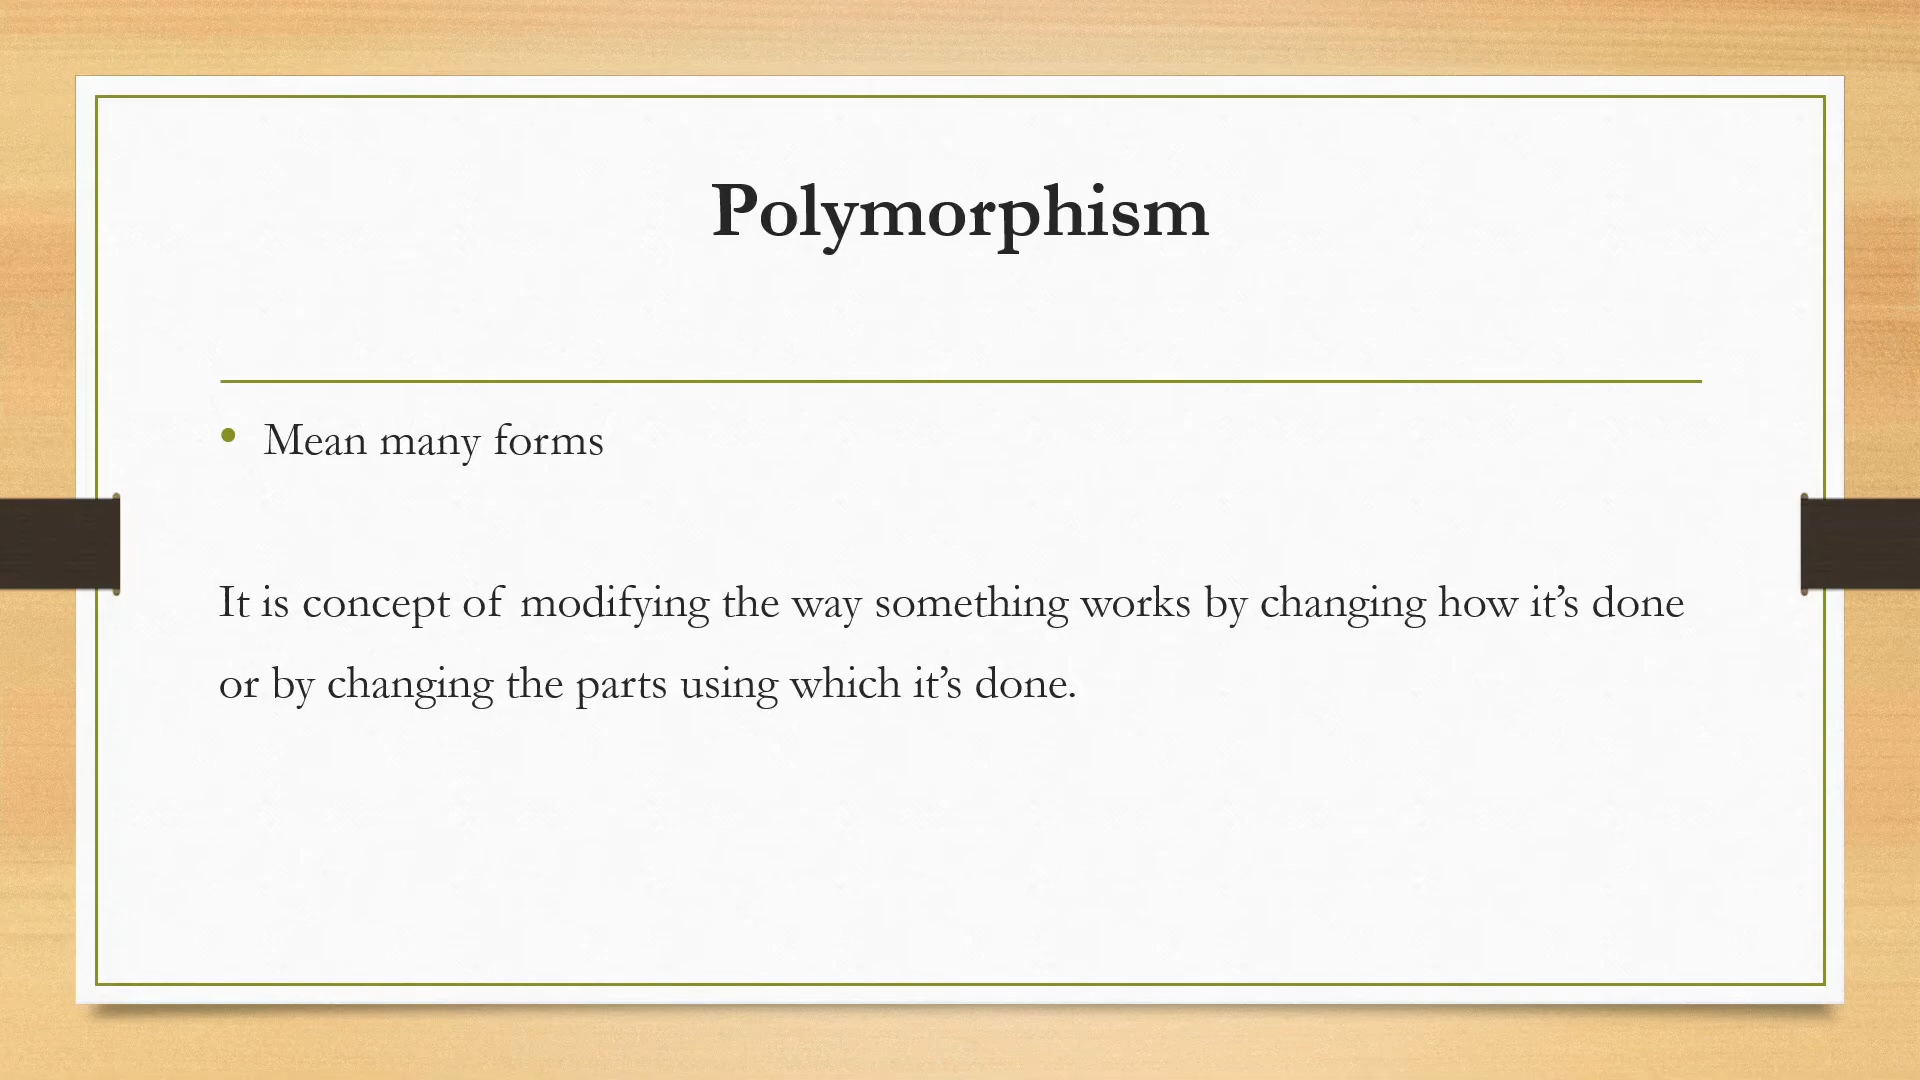 Polymorphism
Mean many forms
It is concept of modifying the way something works by changing how it’s done
or by changing the parts using which it’s done.